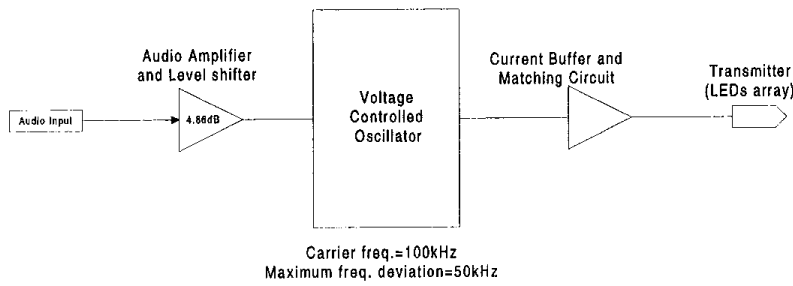 Audio Amplifier
and Level shifter
Current Buffer and
Matching Circuit
Transmitter
(LEDs array)
Voltage
Controlled
Oscillator
Audio Input
4.86dB
Carrier freq.=100kHz
Maximum freq. deviation=50kHz